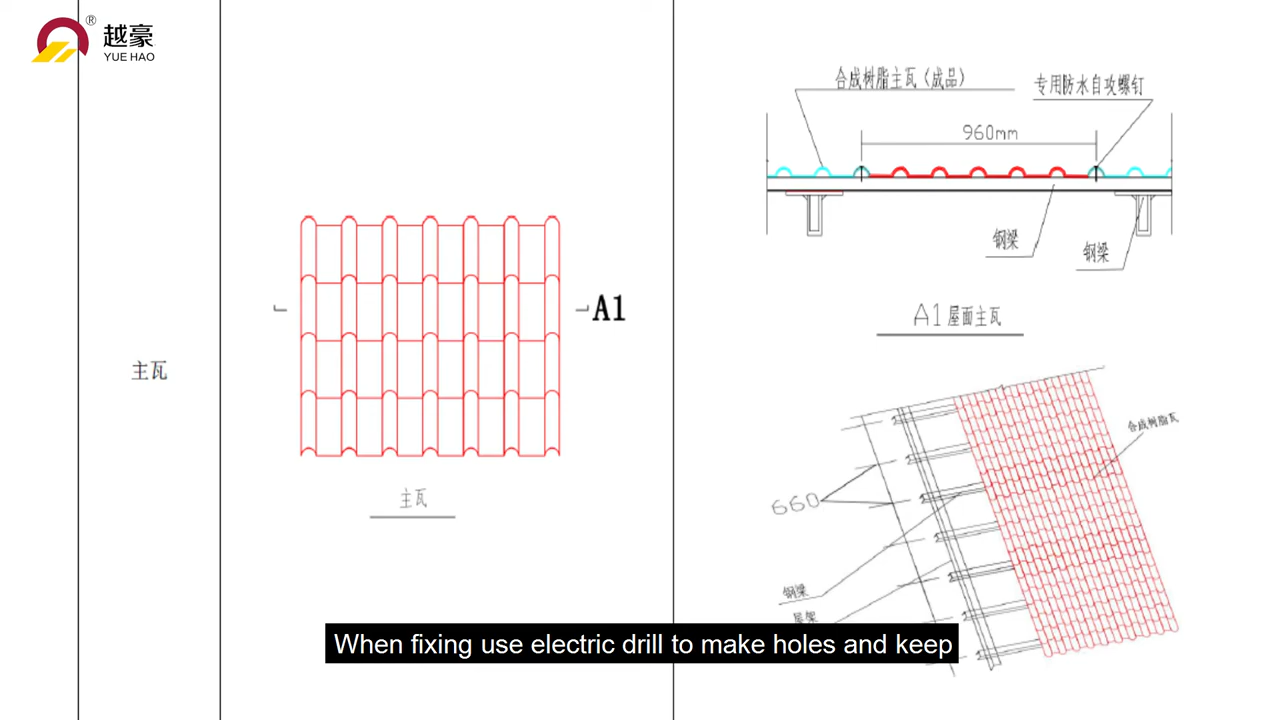 越豪®
YUE HAO
主瓦
A1
主瓦
合成树脂主瓦（成品）
专用防水自攻螺钉
960mm
钢梁
钢梁
A1屋面主瓦
合成树脂瓦
660
钢梁
屋架
When fixing use electric drill to make holes and keep